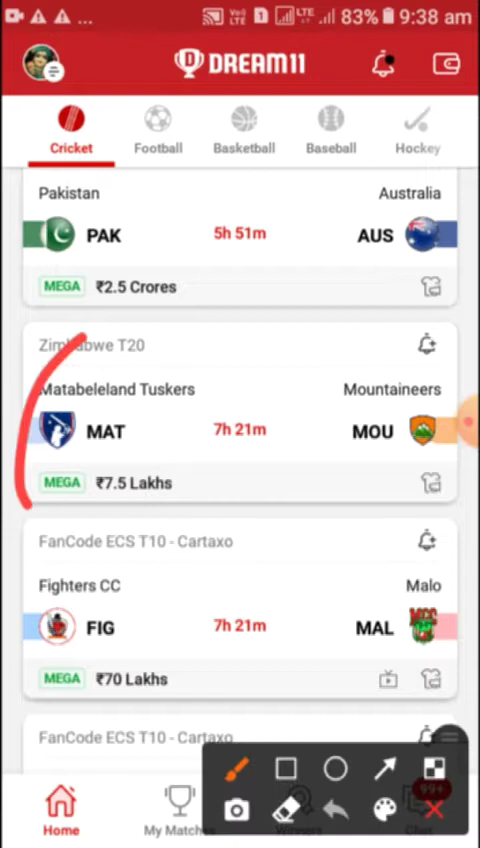 83% 9:38 am
DREAM11
Cricket Football Basketball Baseball Hockey
Pakistan Australia
PAK 5h 51m AUS
MEGA ₹2.5 Crores
Zimbabwe T20
Matabeleland Tuskers Mountaineers
MAT 7h 21m MOU
MEGA ₹7.5 Lakhs
FanCode ECS T10 - Cartaxo
Fighters CC Malo
FIG 7h 21m MAL
MEGA ₹70 Lakhs
FanCode ECS T10 - Cartaxo
99+
Home My Matches Winners Chat